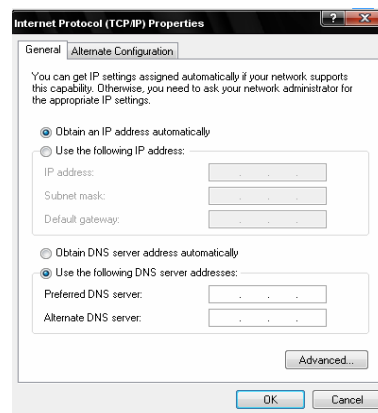 Internet Protocol (TCP/IP) Properties
General Alternate Configuration
You can get IP settings assigned automatically if your network supports
this capability. Otherwise, you need to ask your network administrator for
the appropriate IP settings.
Obtain an IP address automatically
Use the following IP address:
IP address:
Subnet mask:
Default gateway:
Obtain DNS server address automatically
Use the following DNS server addresses:
Preferred DNS server:
Alternate DNS server:
Advanced...
OK Cancel